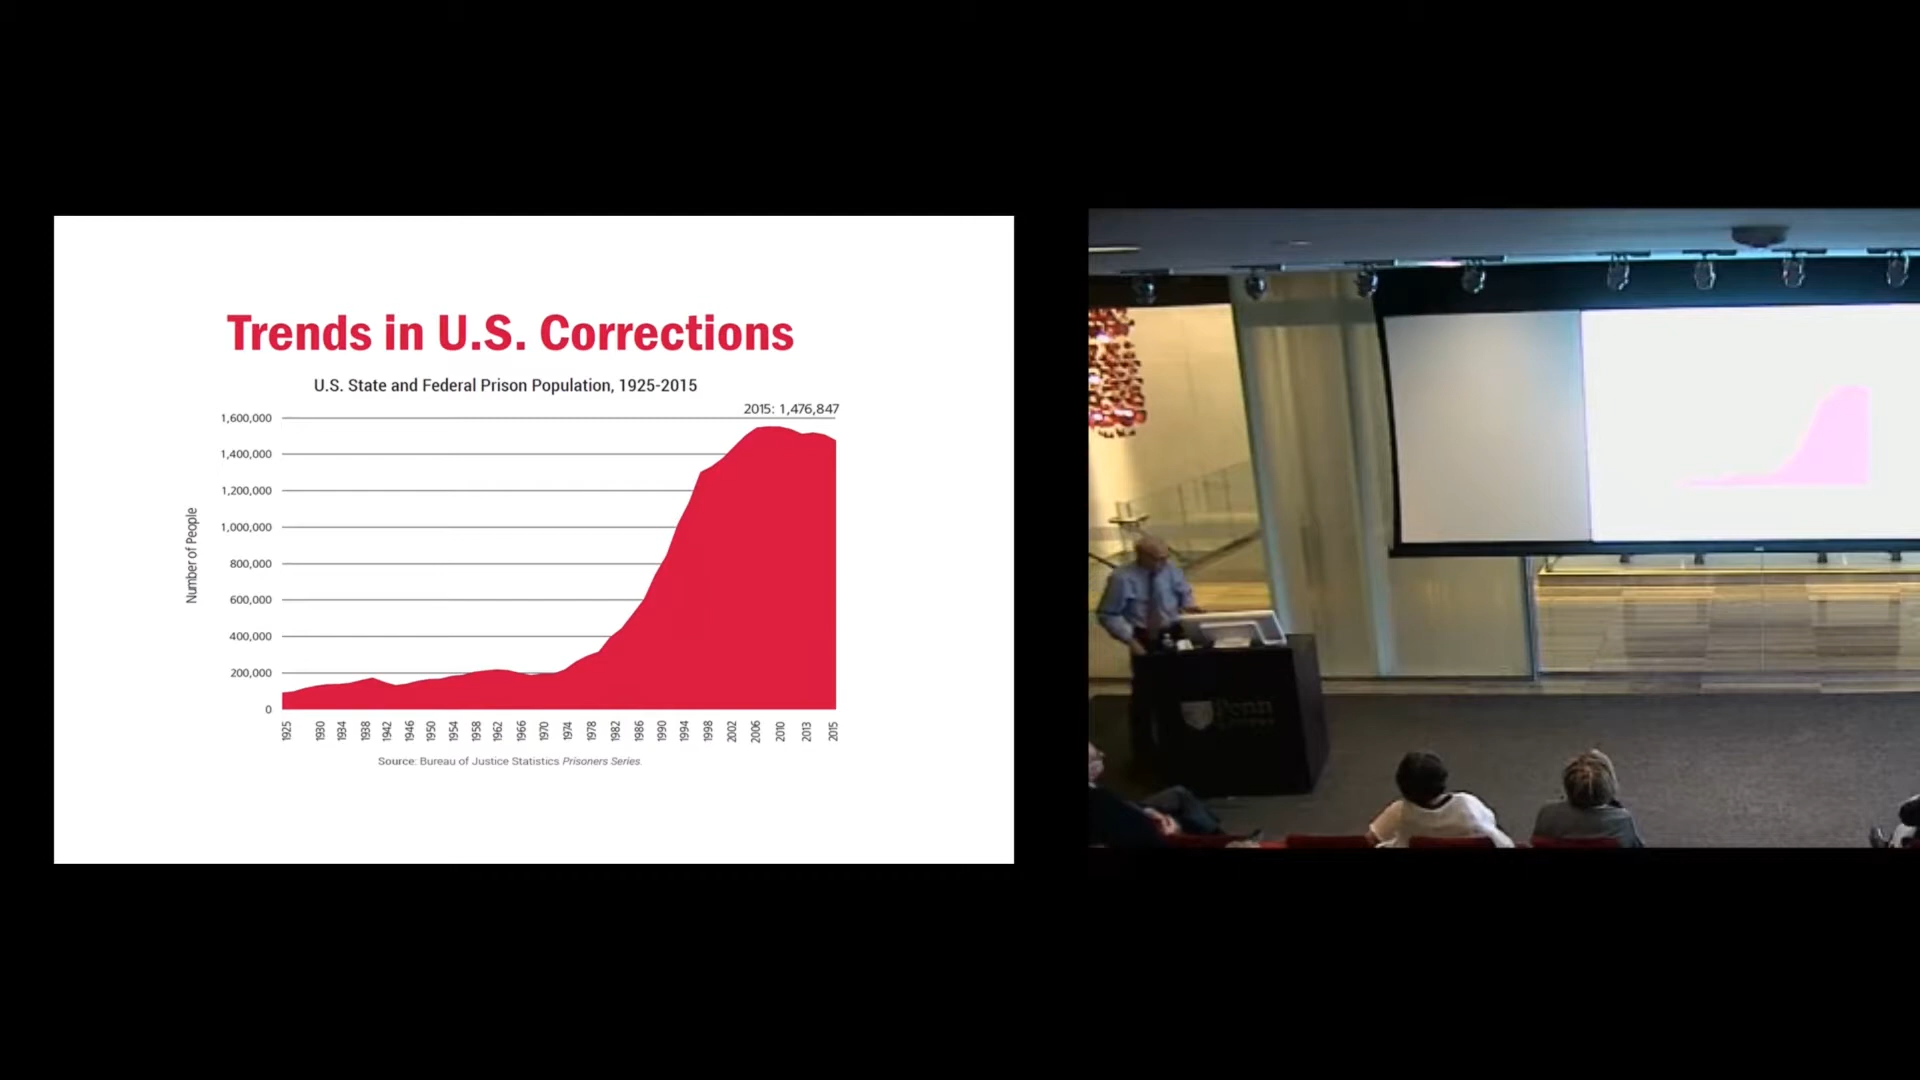 Trends in U.S. Corrections
U.S. State and Federal Prison Population, 1925-2015
2015: 1,476,847
1,600,000
1,400,000
1,200,000
1,000,000
800,000
600,000
400,000
200,000
0
Number of People
1925 1930 1934 1938 1942 1946 1950 1954 1958 1962 1966 1970 1974 1978 1982 1986 1990 1994 1998 2002 2006 2010 2013 2015
Source: Bureau of Justice Statistics Prisoners Series.
Penn